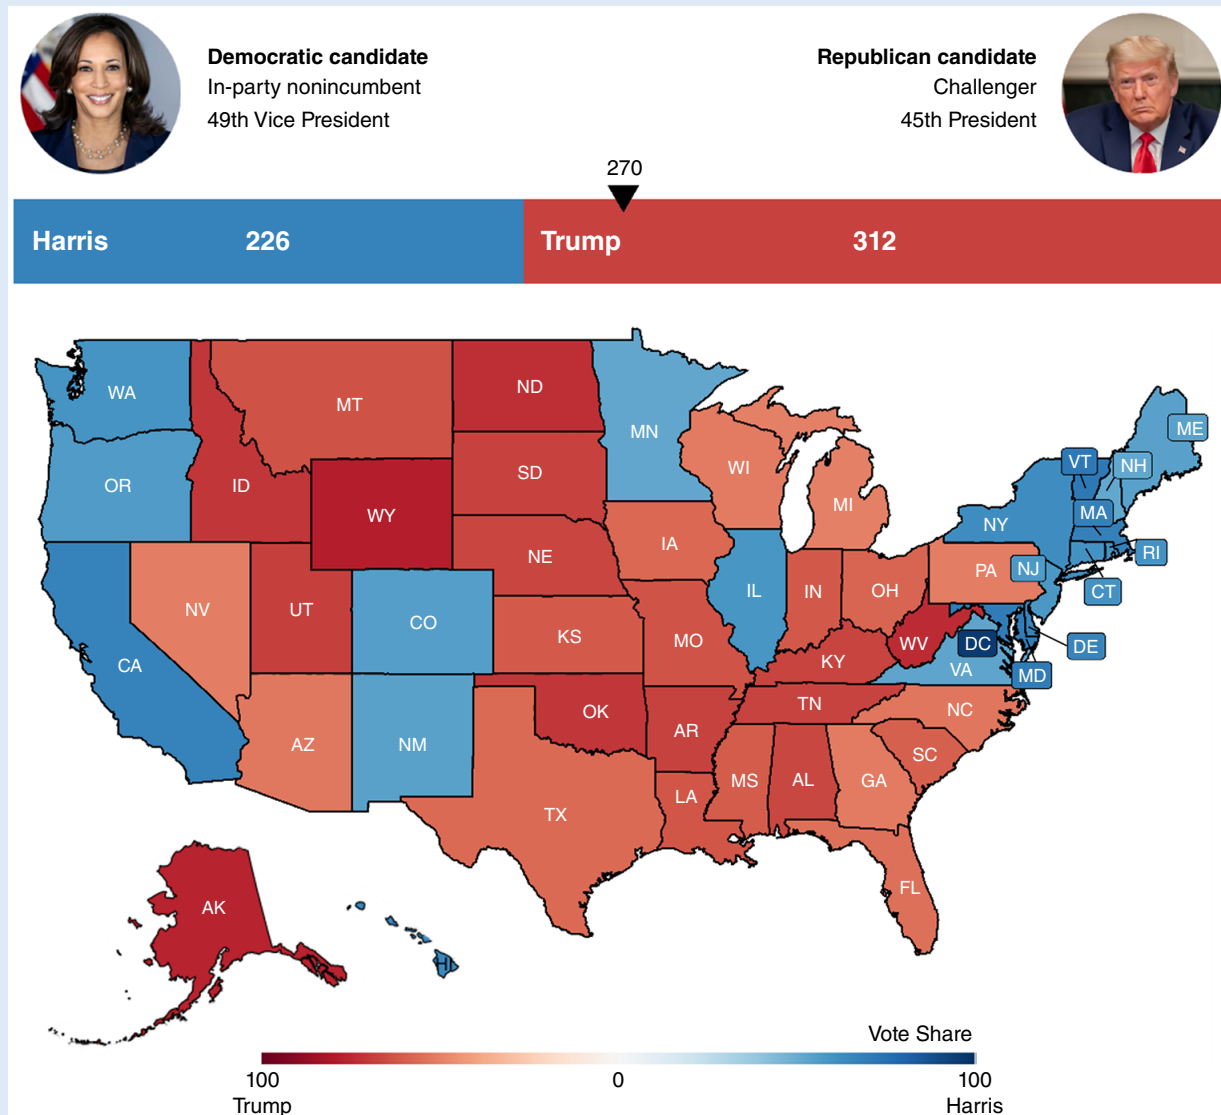 Democratic candidate
In-party nonincumbent
49th Vice President
Republican candidate
Challenger
45th President
270
Harris 226 Trump 312
WA
MT
ND
MN
ME
VT
NH
OR
ID
WY
SD
WI
MI
MA
NY
RI
NV
UT
CO
NE
IA
IL
IN
OH
PA
NJ
CT
CA
KS
MO
KY
WV
DC
VA
DE
MD
AZ
NM
OK
AR
TN
NC
SC
TX
LA
MS
AL
GA
FL
AK
HI
Vote Share
100 0 100
Trump Harris